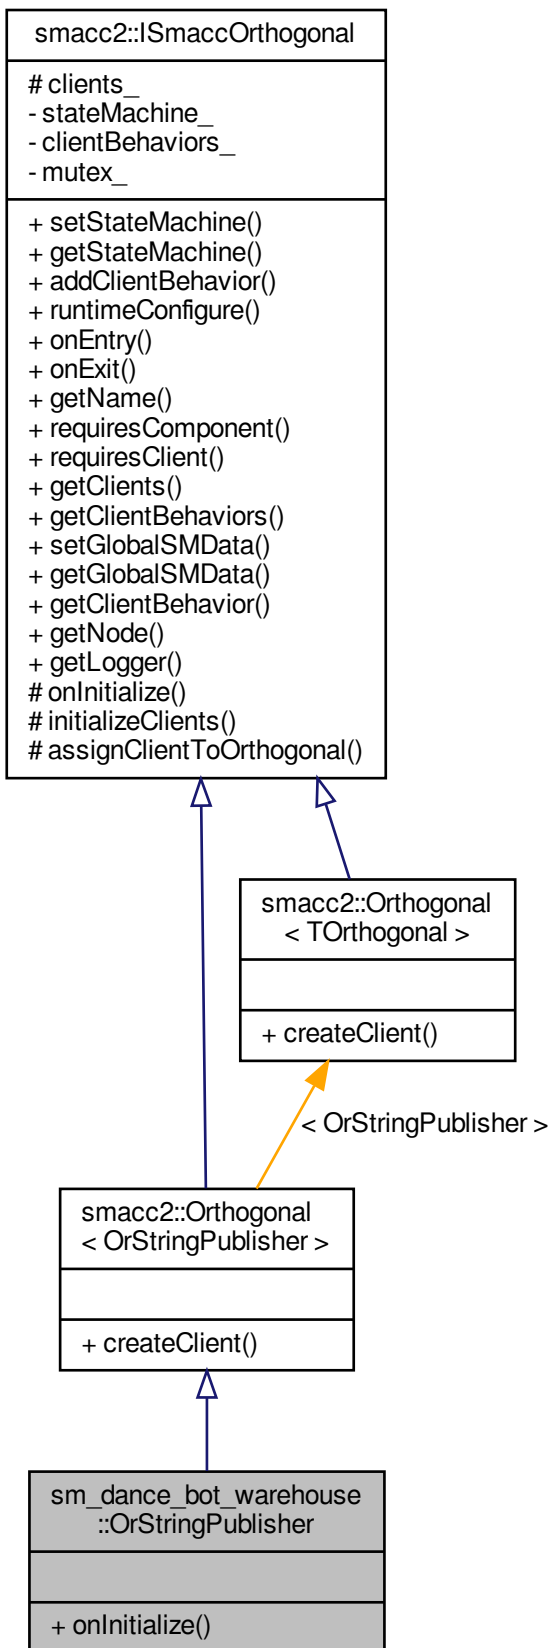 smacc2::ISmaccOrthogonal
# clients_
- stateMachine_
- clientBehaviors_
- mutex_
+ setStateMachine()
+ getStateMachine()
+ addClientBehavior()
+ runtimeConfigure()
+ onEntry()
+ onExit()
+ getName()
+ requiresComponent()
+ requiresClient()
+ getClients()
+ getClientBehaviors()
+ setGlobalSMData()
+ getGlobalSMData()
+ getClientBehavior()
+ getNode()
+ getLogger()
# onInitialize()
# initializeClients()
# assignClientToOrthogonal()
smacc2::Orthogonal
< TOrthogonal >
+ createClient()
< OrStringPublisher >
smacc2::Orthogonal
< OrStringPublisher >
+ createClient()
sm_dance_bot_warehouse
::OrStringPublisher
+ onInitialize()